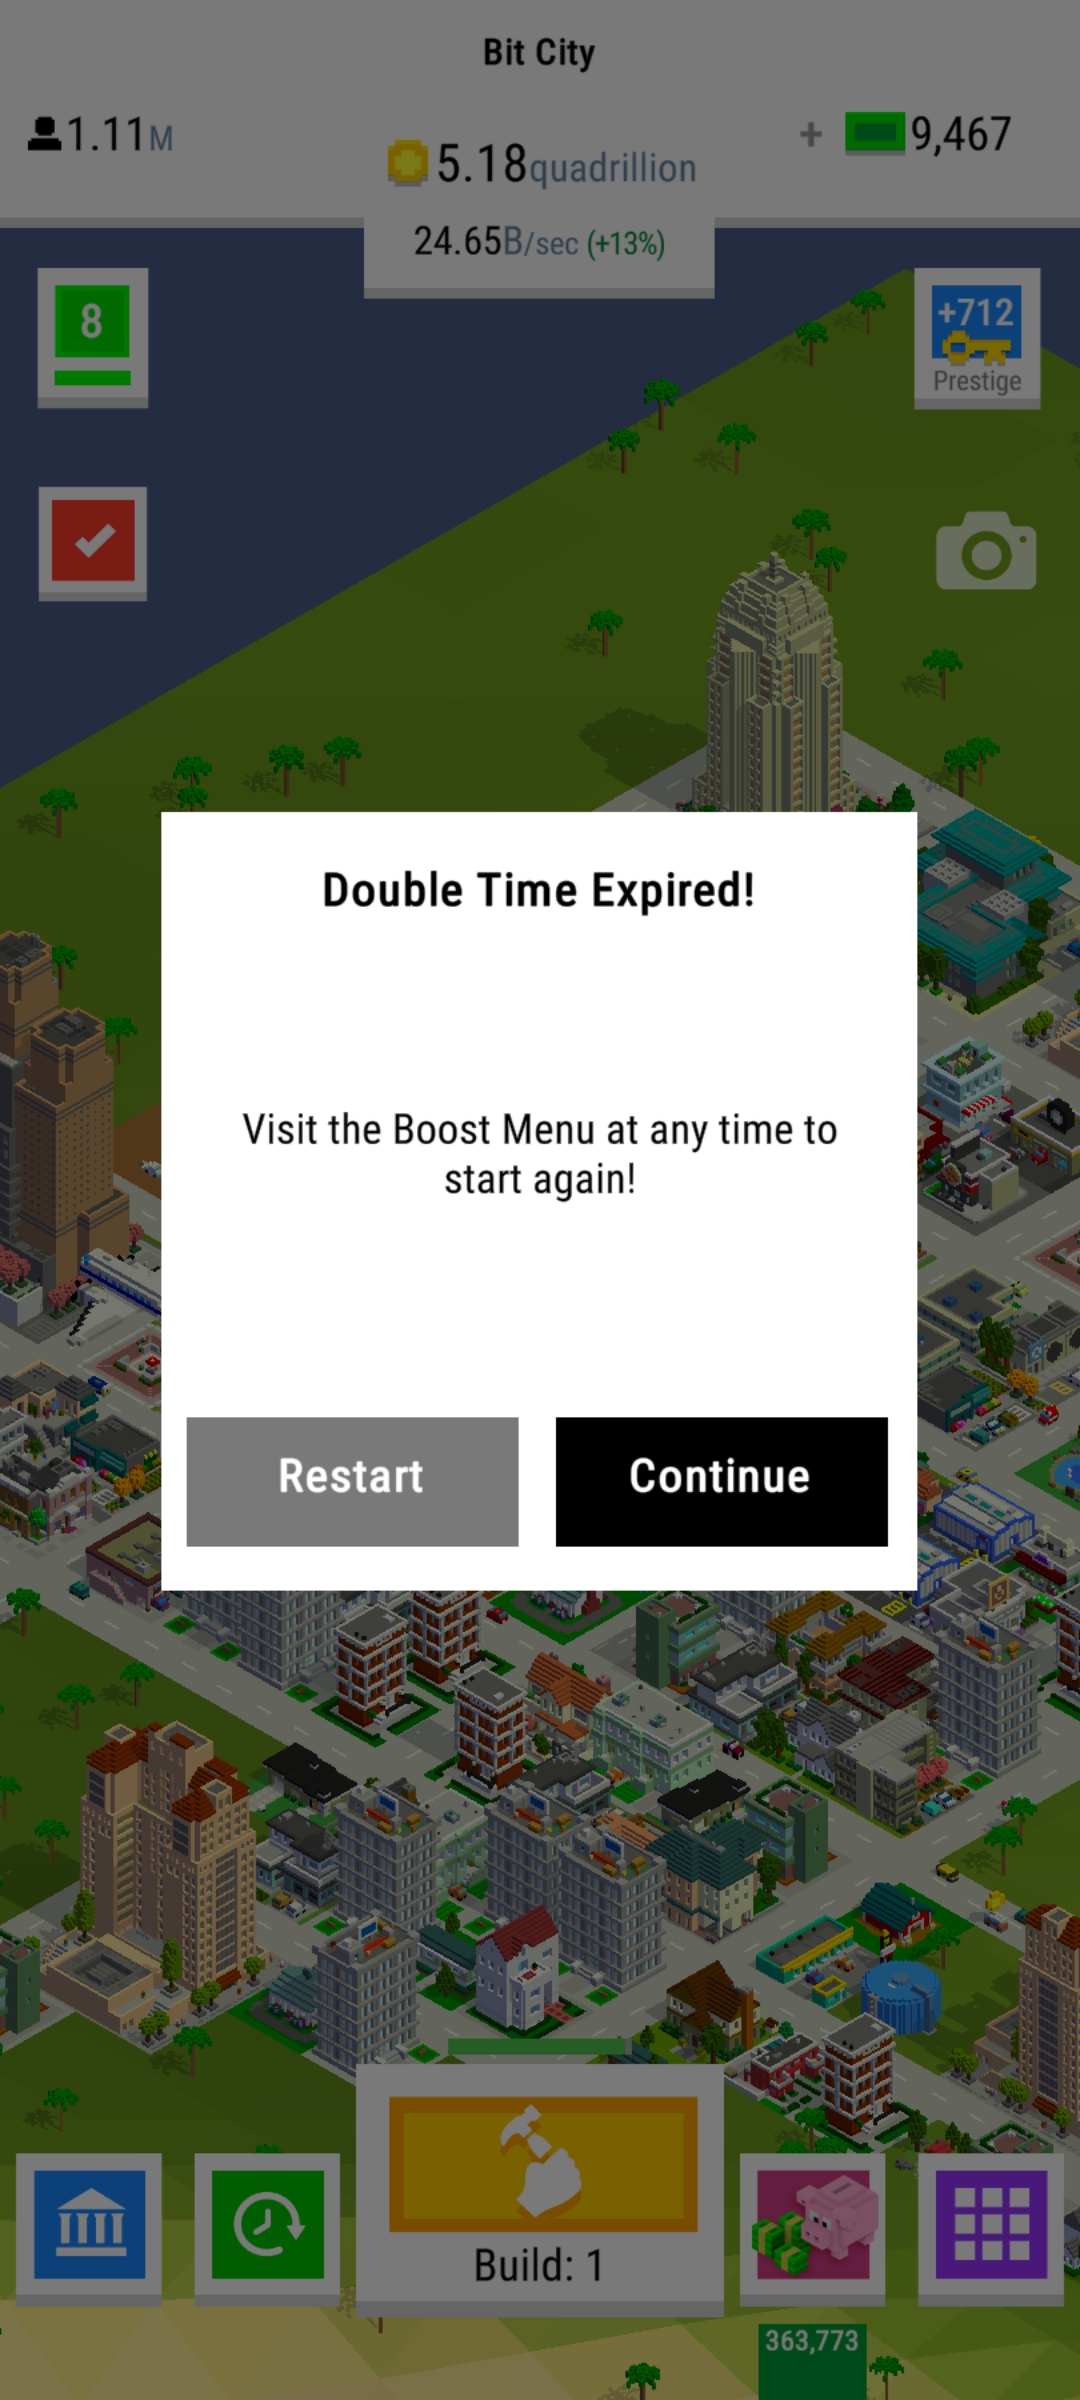 Bit City
1.11M
5.18quadrillion
+ 9,467
24.65B/sec (+13%)
8
+712
Prestige
Double Time Expired!
Visit the Boost Menu at any time to
start again!
Restart
Continue
Build: 1
363,773